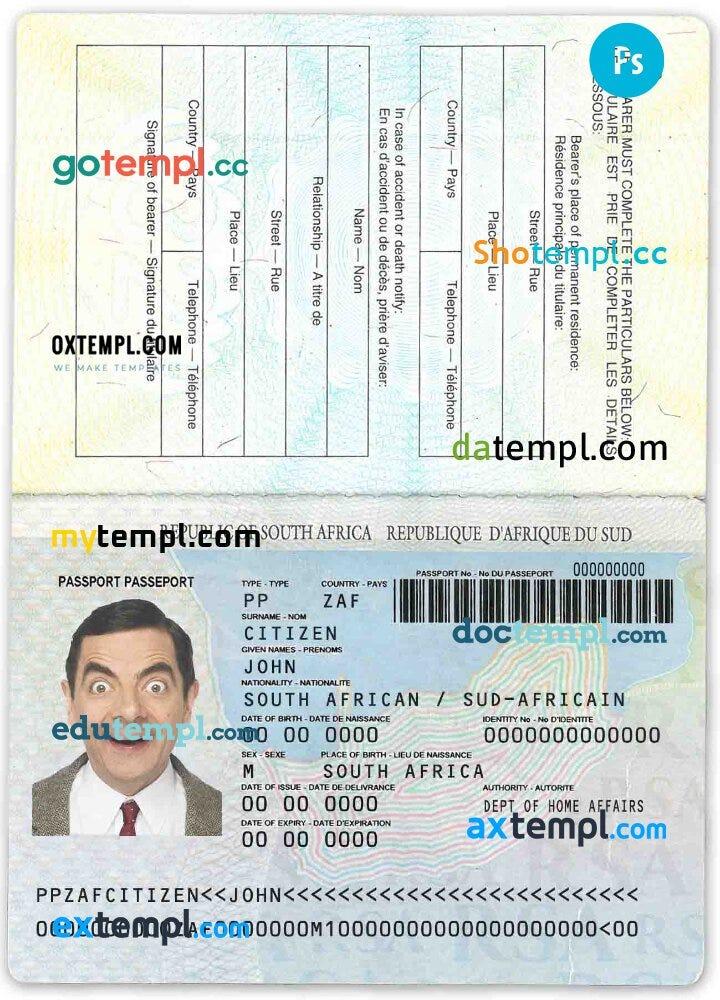 Ps
BEARER MUST COMPLETE THE PARTICULARS BELOW:
TITULAIRE EST PRIE DE COMPLETER LES DETAILS
DESSOUS:
Bearer's place of permanent residence:
Résidence principale du titulaire:
Street — Rue
Place — Lieu
Country — Pays
Telephone — Téléphone
In case of accident or death notify:
En cas d'accident ou de décès, prière d'aviser:
Name — Nom
Relationship — A titre de
Street — Rue
Place — Lieu
Country — Pays
Telephone — Téléphone
Signature of bearer — Signature du titulaire
gotempl.cc
Shotempl.cc
OXTEMPL.COM
WE MAKE TEMPLATES
datempl.com
mytempl.com
REPUBLIC OF SOUTH AFRICA REPUBLIQUE D'AFRIQUE DU SUD
PASSPORT PASSEPORT
TYPE - TYPE COUNTRY - PAYS PASSPORT No - No DU PASSEPORT 000000000
PP ZAF
SURNAME - NOM
CITIZEN
doctempl.com
GIVEN NAMES - PRENOMS
JOHN
NATIONALITY - NATIONALITE
SOUTH AFRICAN / SUD-AFRICAIN
DATE OF BIRTH - DATE DE NAISSANCE IDENTITY No - No D'IDENTITE
00 00 0000 0000000000000
edutempl.com
SEX - SEXE PLACE OF BIRTH - LIEU DE NAISSANCE
M SOUTH AFRICA
DATE OF ISSUE - DATE DE DELIVRANCE AUTHORITY - AUTORITE
00 00 0000 DEPT OF HOME AFFAIRS
DATE OF EXPIRY - DATE D'EXPIRATION
00 00 0000
axtempl.com
PPZAFCITIZEN<<JOHN<<<<<<<<<<<<<<<<<<<<<<<<<<
extempl.com